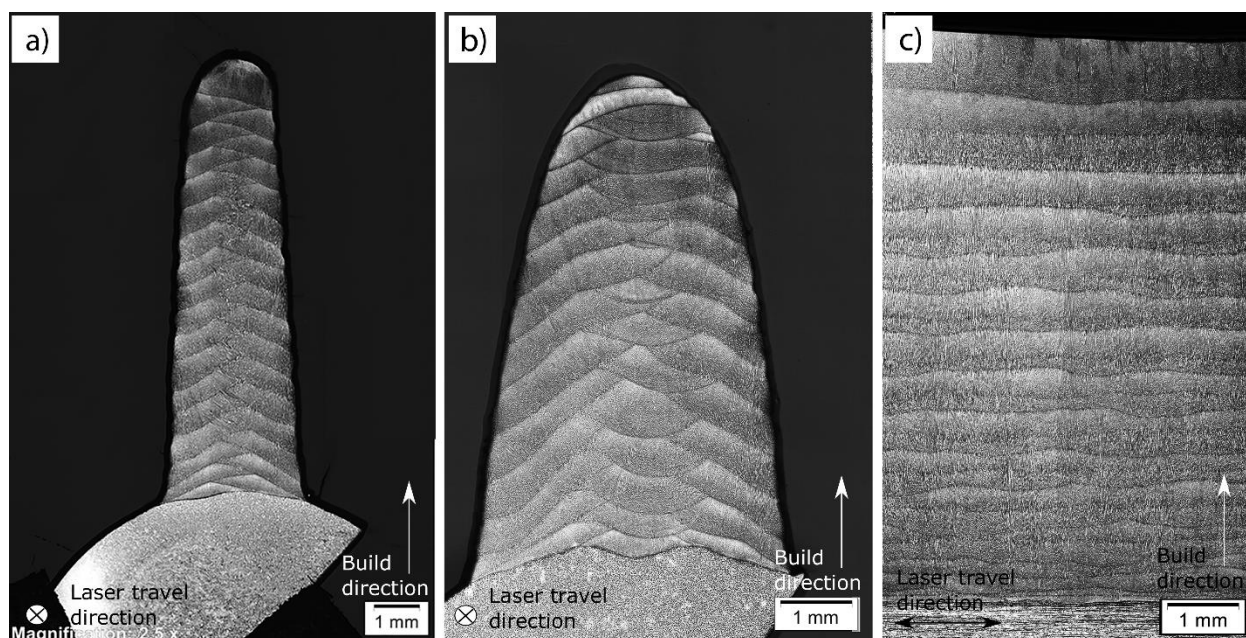 a)
Build
direction
Laser travel
direction
Magnification: 2.5 x
1 mm
b)
Build
direction
Laser travel
direction
1 mm
c)
Build
direction
Laser travel
direction
1 mm